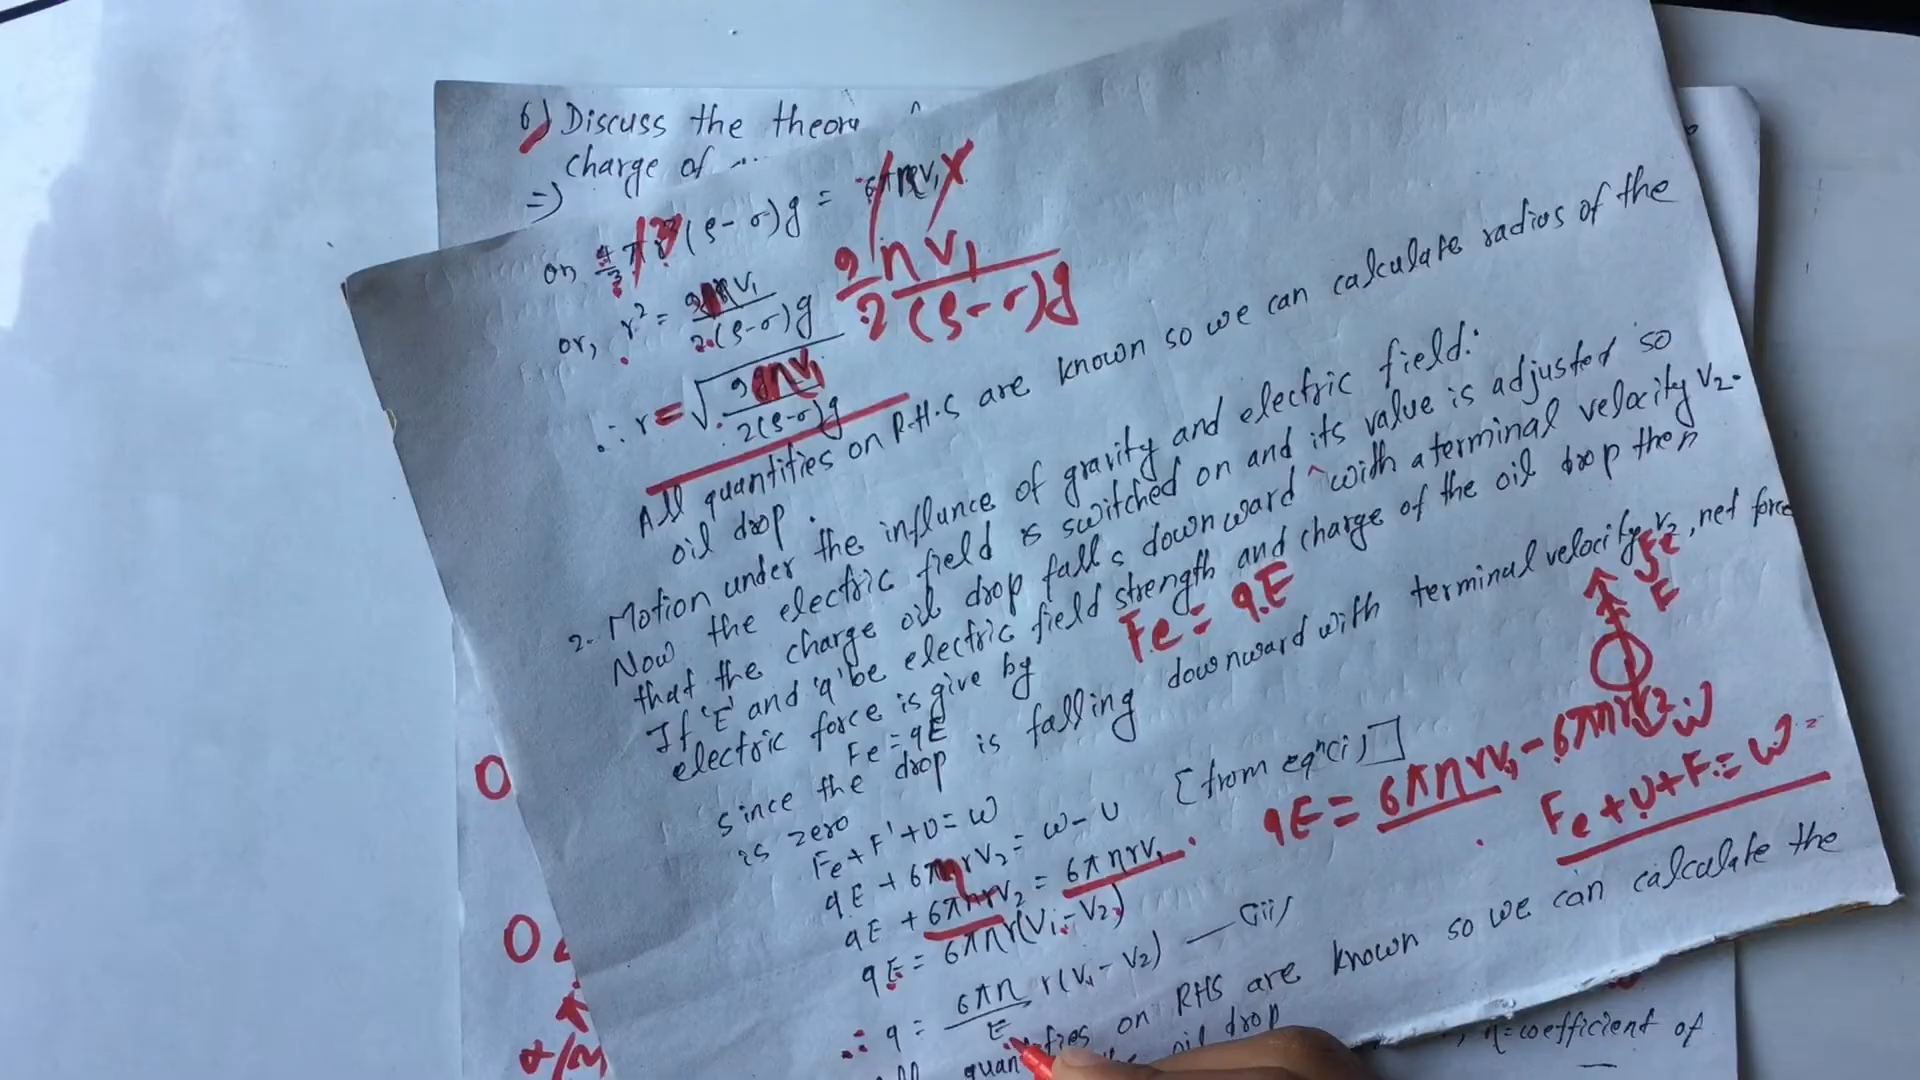 6) Discuss the theory
charge of
=)
or, 4/3 π r³ (ρ-σ)g = 6πηrv₁
or, r² = 9ηv₁ / 2(ρ-σ)g
9/2 ηv₁ / (ρ-σ)g
∴ r = √ 9ηv₁ / 2(ρ-σ)g
All quantities on R.H.S are known so we can calculate radius of the
oil drop.
2. Motion under the influnce of gravity and electric field:
Now the electric field is switched on and its value is adjusted so
that the charge oil drop falls downward ^ with a terminal velocity V₂.
If 'E' and 'q' be electric field strength and charge of the oil drop then
electric force is give by
Fe = qE
Fe = q.E
since the drop is falling downward with terminal velocity v₂, net force
is zero
Fe
F
W
Fe + F' + U = W
Fe + U + F = W
qE + 6πηrV₂ = W - U [from eqⁿ(i)]
qE + 6πηrV₂ = 6πηrV₁
qE = 6πηrv₁ - 6πηrv₂
qE = 6πηr(V₁-V₂)
∴ q = 6πη/E r(V₁-V₂) — (ii)
All quantities on RHS are known so we can calculate the
oil drop
η = coefficient of